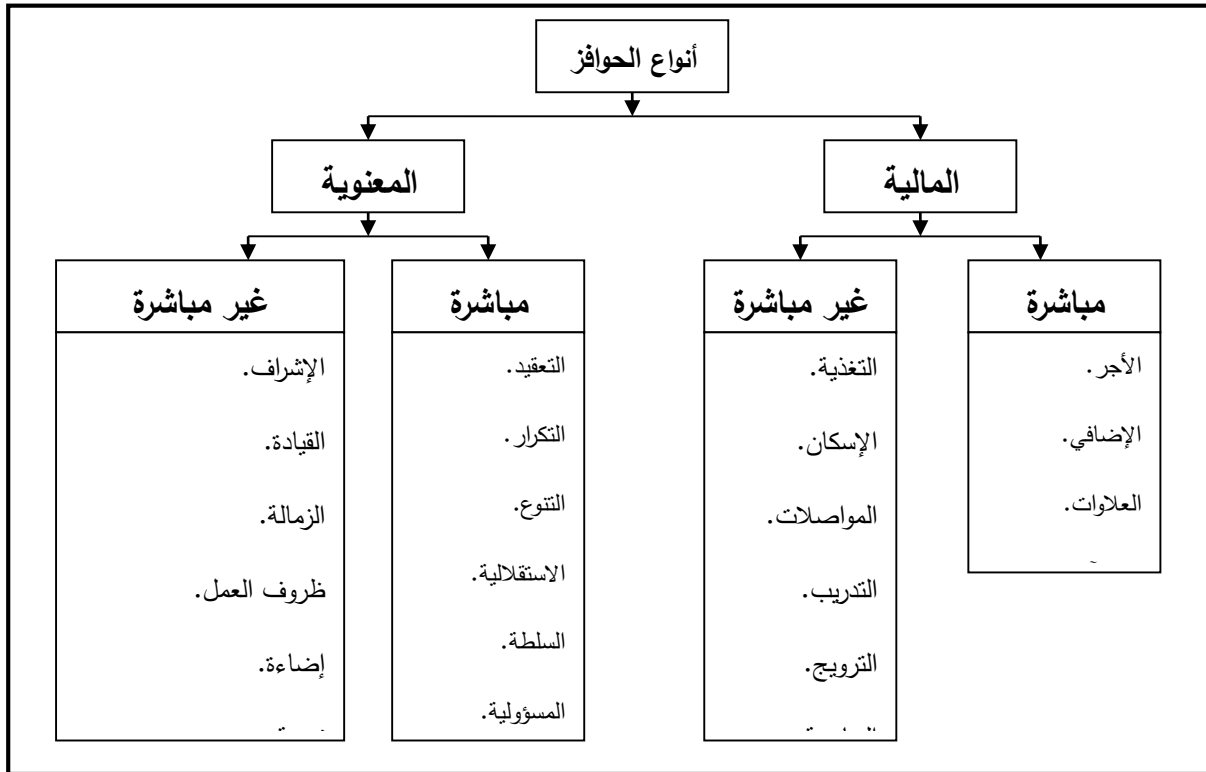 أنواع الحوافز
المالية
المعنوية
مباشرة
الأجر.
الإضافي.
العلاوات.
غير مباشرة
التغذية.
الإسكان.
المواصلات.
التدريب.
الترويج.
مباشرة
التعقيد.
التكرار.
التنوع.
الاستقلالية.
السلطة.
المسؤولية.
غير مباشرة
الإشراف.
القيادة.
الزمالة.
ظروف العمل.
إضاءة.